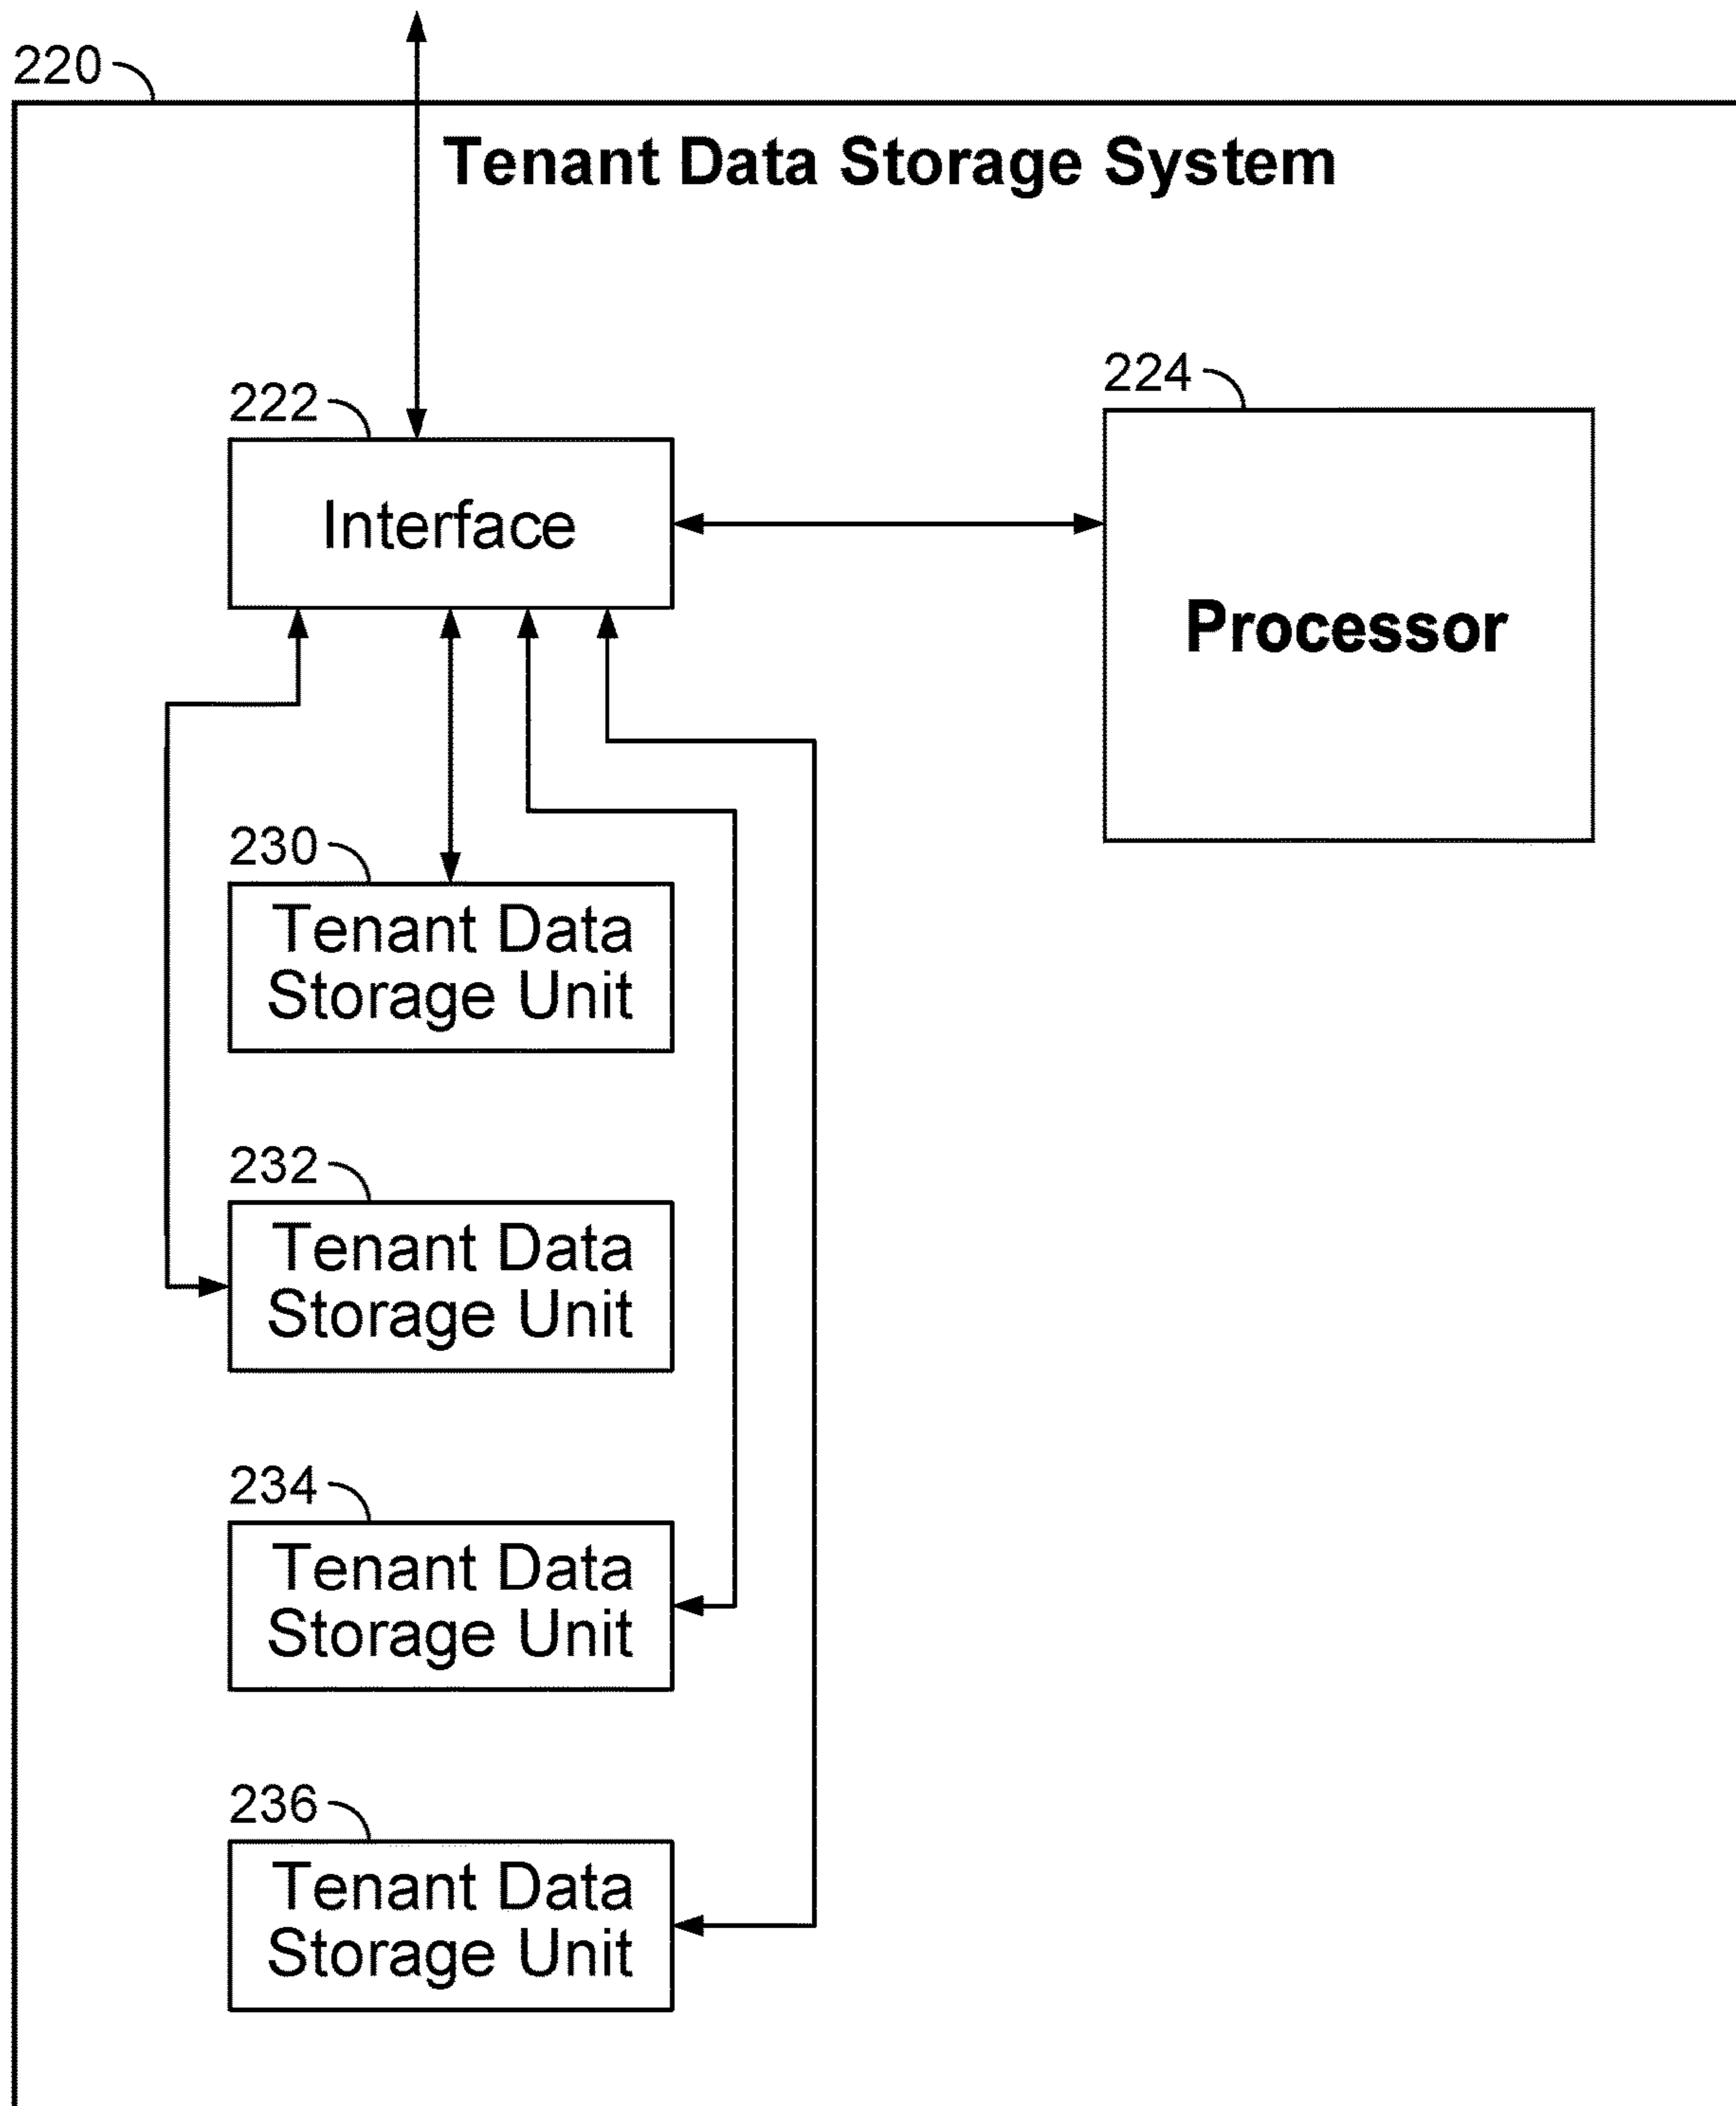 220
Tenant Data Storage System
222
224
Interface
Processor
230
Tenant Data
Storage Unit
232
Tenant Data
Storage Unit
234
Tenant Data
Storage Unit
236
Tenant Data
Storage Unit